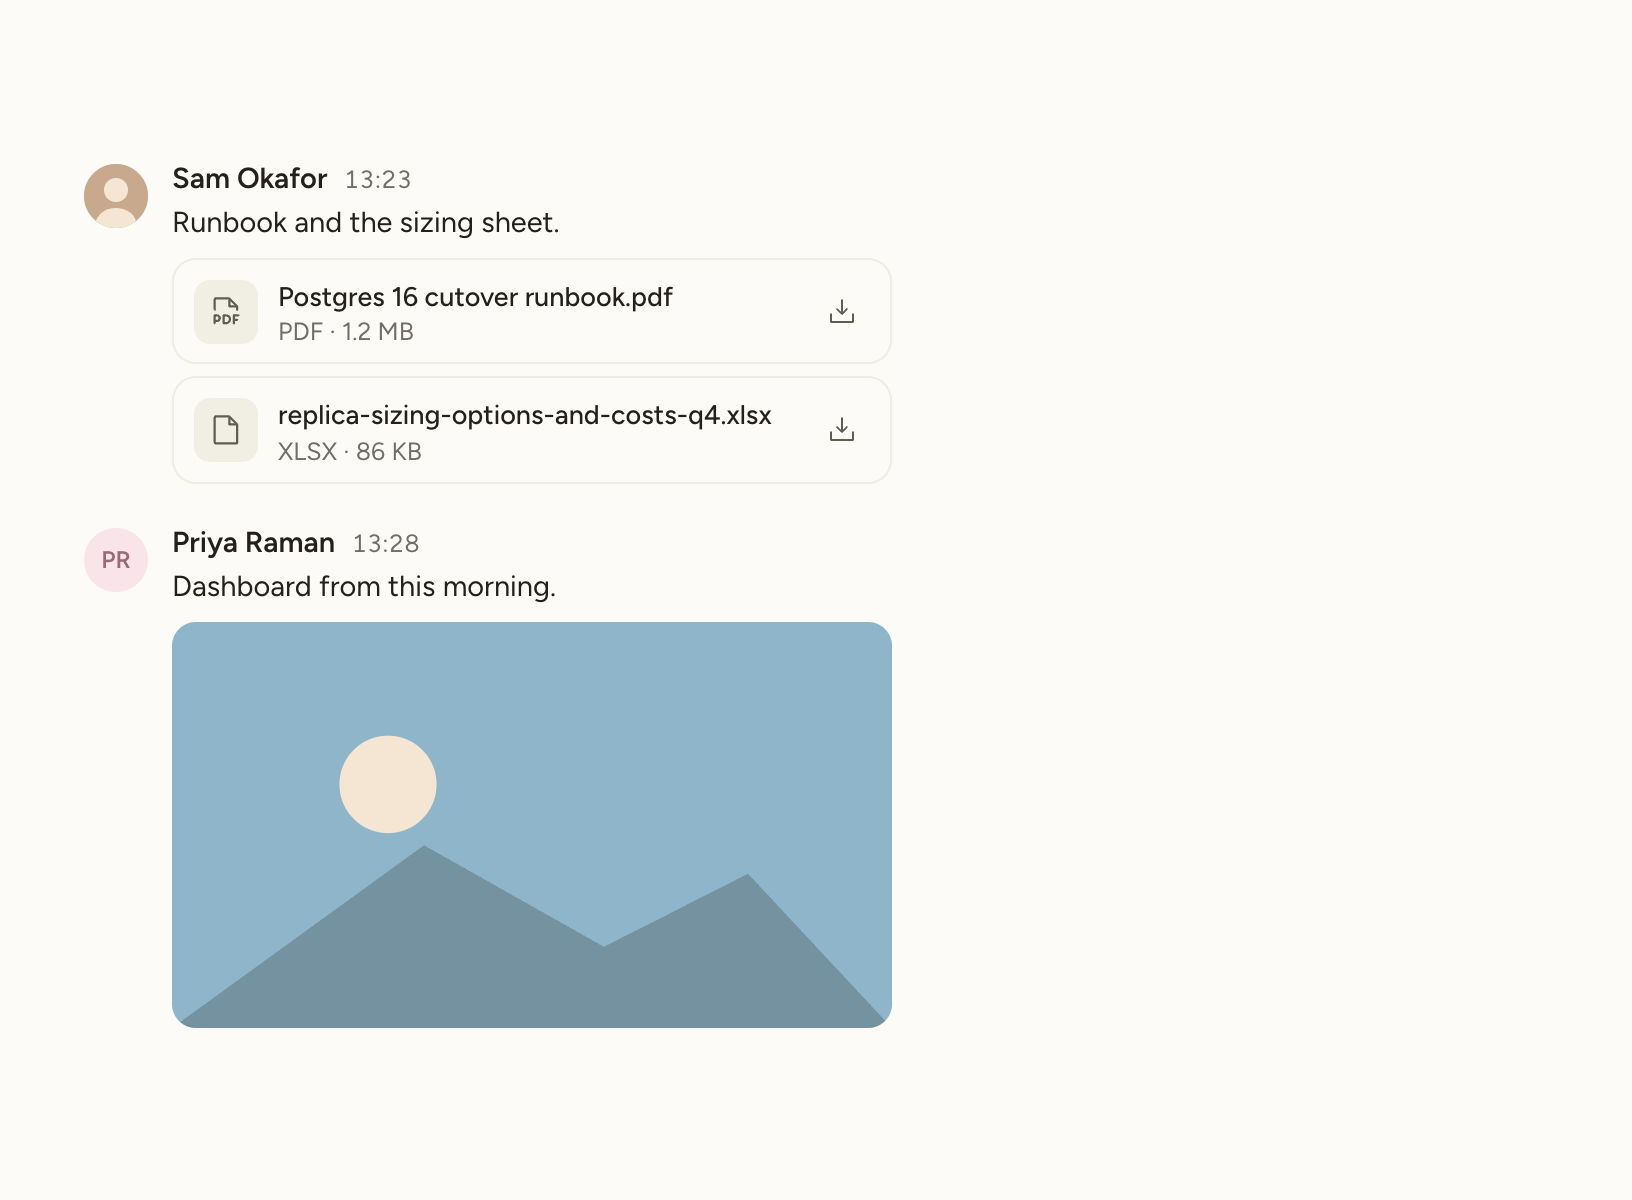 Sam Okafor 13:23
Runbook and the sizing sheet.
PDF
Postgres 16 cutover runbook.pdf
PDF · 1.2 MB
replica-sizing-options-and-costs-q4.xlsx
XLSX · 86 KB
PR
Priya Raman 13:28
Dashboard from this morning.